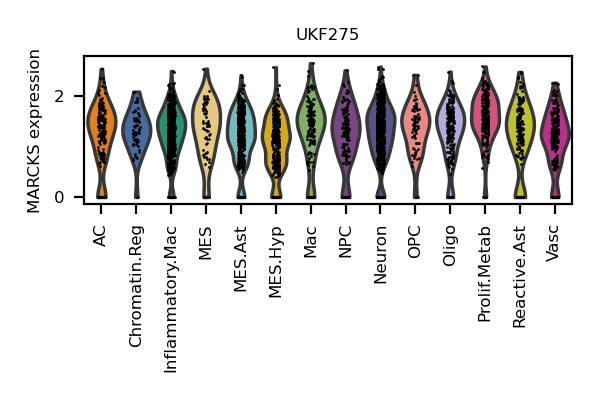 UKF275
MARCKS expression
2
0
AC
Chromatin.Reg
Inflammatory.Mac
MES
MES.Ast
MES.Hyp
Mac
NPC
Neuron
OPC
Oligo
Prolif.Metab
Reactive.Ast
Vasc